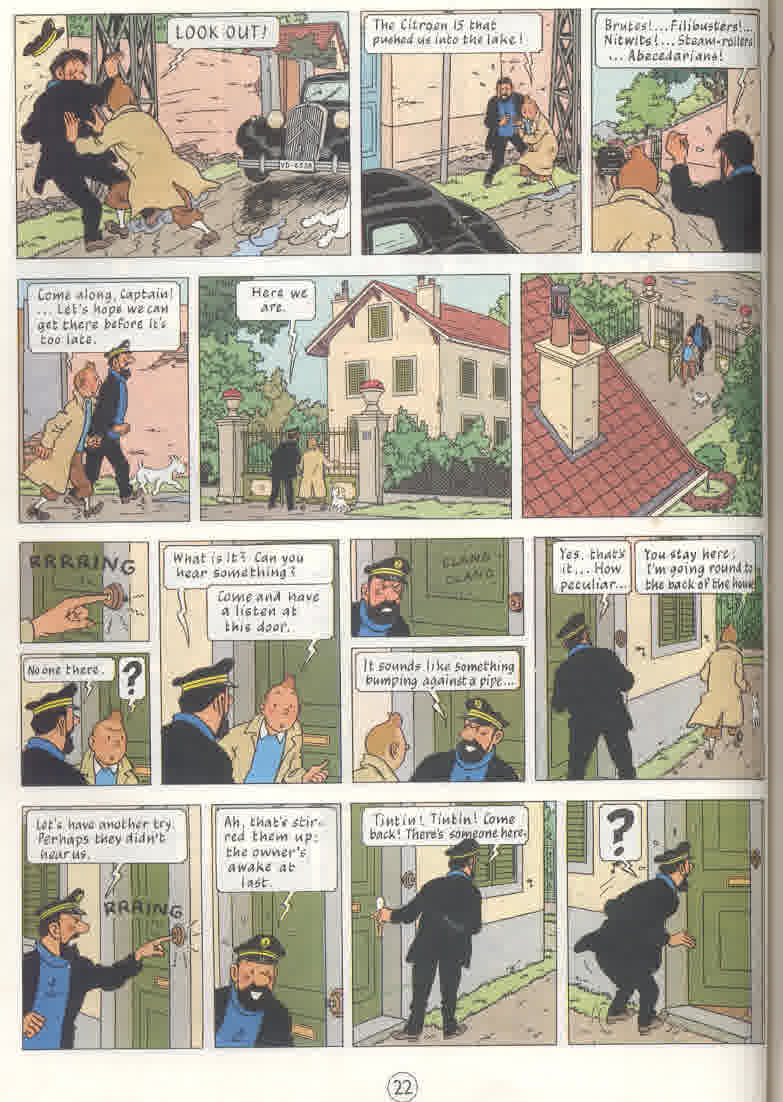 LOOK OUT!
The Citroen 15 that
pushed us into the lake!
Brutes!...Filibusters!...
Nitwits!... Steam-rollers
... Abecedarians!
VD-6338
Come along, Captain!
... Let's hope we can
get there before it's
too late.
Here we
are.
RRRRING
No one there.
?
What is it? Can you
hear something?
Come and have
a listen at
this door.
CLANG-
CLANG
It sounds like something
bumping against a pipe...
Yes, that's
it... How
peculiar...
You stay here:
I'm going round to
the back of the house
Let's have another try.
Perhaps they didn't
hear us.
RRRING
Ah, that's stir-
red them up:
the owner's
awake at
last.
Tintin! Tintin! Come
back! There's someone here.
?
22